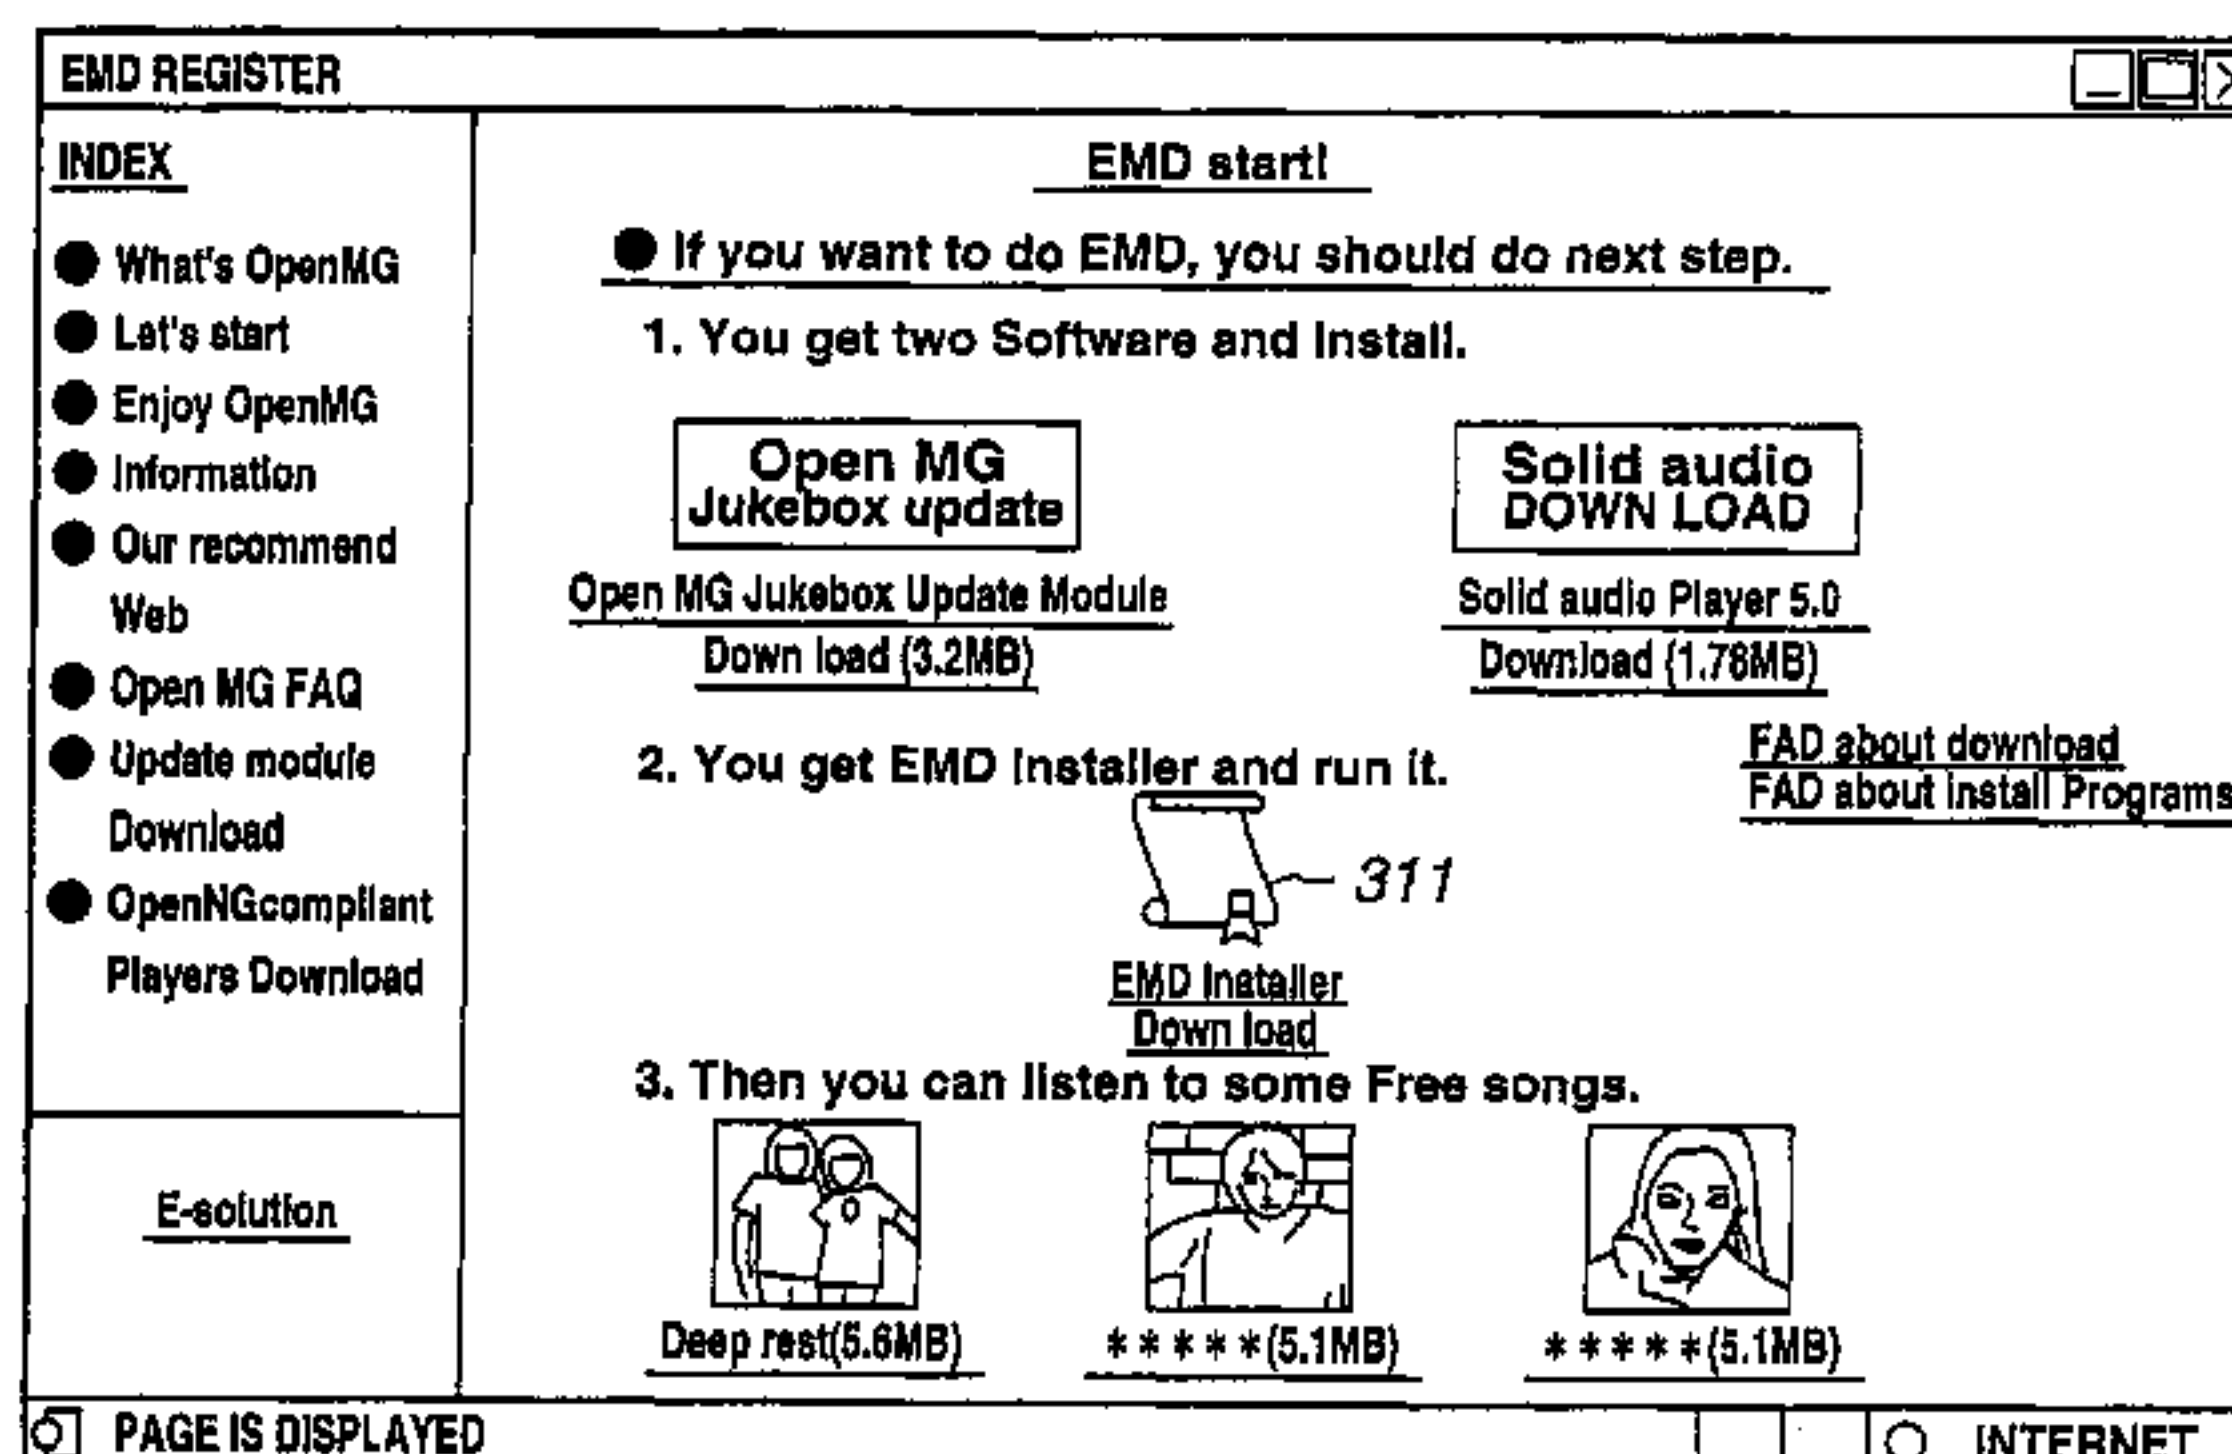 EMD REGISTER
INDEX
● What's OpenMG
● Let's start
● Enjoy OpenMG
● Information
● Our recommend
Web
● Open MG FAQ
● Update module
Download
● OpenNGcompliant
Players Download
E-solution
EMD start!
● If you want to do EMD, you should do next step.
1. You get two Software and Install.
Open MG
Jukebox update
Solid audio
DOWN LOAD
Open MG Jukebox Update Module
Down load (3.2MB)
Solid audio Player 5.0
Download (1.78MB)
FAD about download
FAD about install Programs
2. You get EMD Installer and run it.
311
EMD Installer
Down load
3. Then you can listen to some Free songs.
Deep rest(5.6MB)
*****(5.1MB)
*****(5.1MB)
PAGE IS DISPLAYED
INTERNET